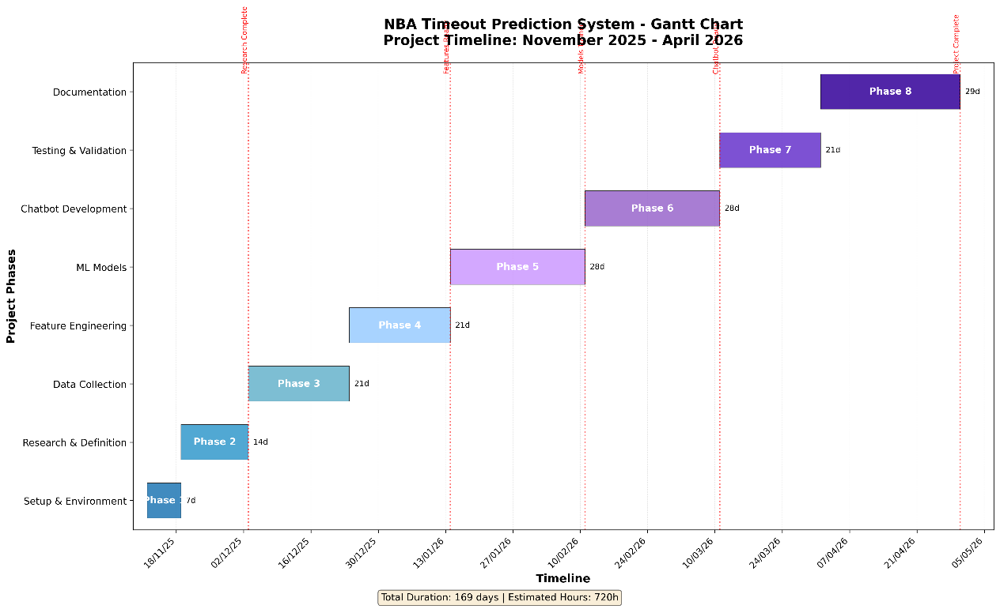 NBA Timeout Prediction System - Gantt Chart
Project Timeline: November 2025 - April 2026
Research Complete
Features
Models
Chatbot
Project Complete
Project Phases
Documentation
Phase 8
29d
Testing & Validation
Phase 7
21d
Chatbot Development
Phase 6
28d
ML Models
Phase 5
28d
Feature Engineering
Phase 4
21d
Data Collection
Phase 3
21d
Research & Definition
Phase 2
14d
Setup & Environment
Phase 1
7d
18/11/25
02/12/25
16/12/25
30/12/25
13/01/26
27/01/26
10/02/26
24/02/26
10/03/26
24/03/26
07/04/26
21/04/26
05/05/26
Timeline
Total Duration: 169 days | Estimated Hours: 720h